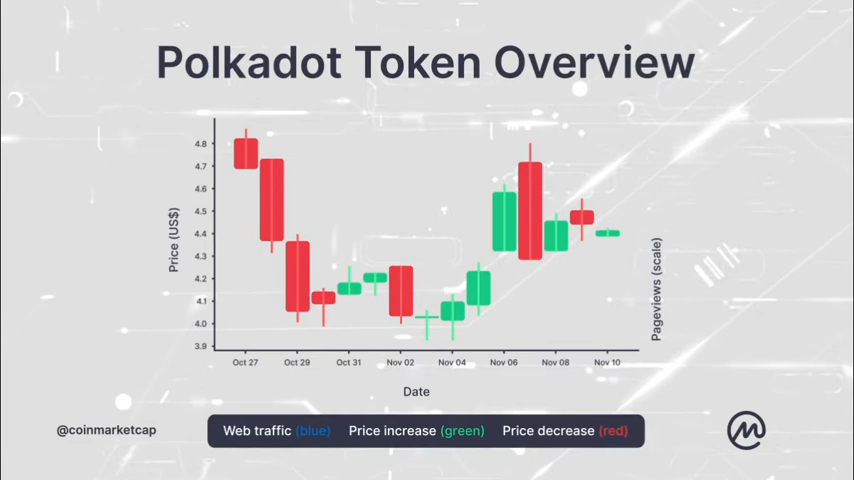 Polkadot Token Overview
4.8
4.7
4.6
4.5
4.4
4.3
4.2
4.1
4.0
3.9
Price (US$)
Pageviews (scale)
Oct 27 Oct 29 Oct 31 Nov 02 Nov 04 Nov 06 Nov 08 Nov 10
Date
@coinmarketcap
Web traffic (blue) Price increase (green) Price decrease (red)